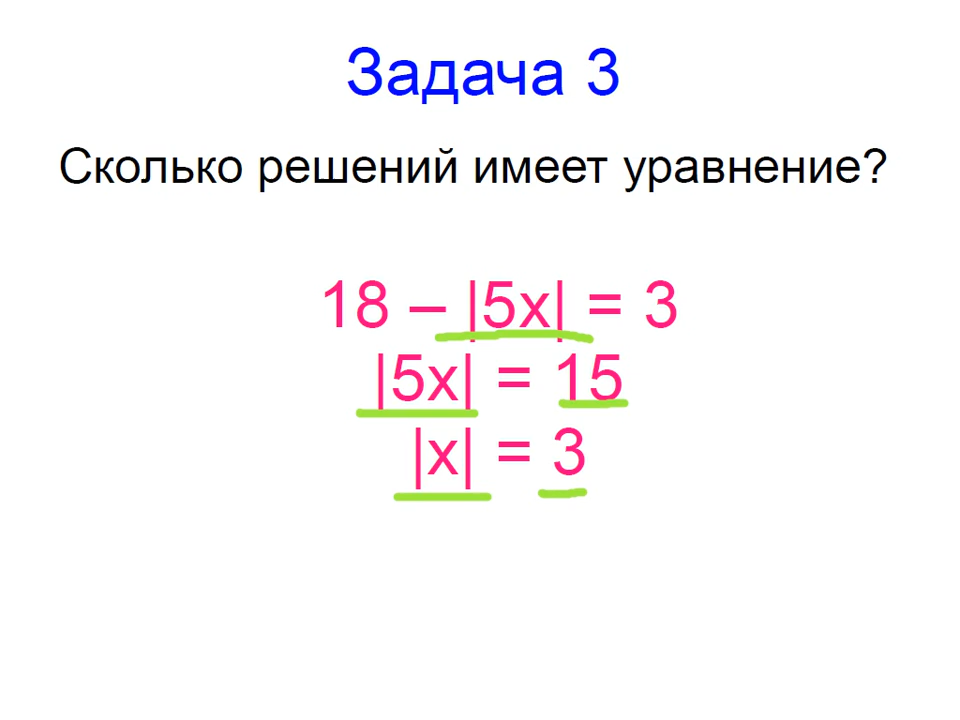 Задача 3
Сколько решений имеет уравнение?
18 – |5x| = 3
|5x| = 15
|x| = 3